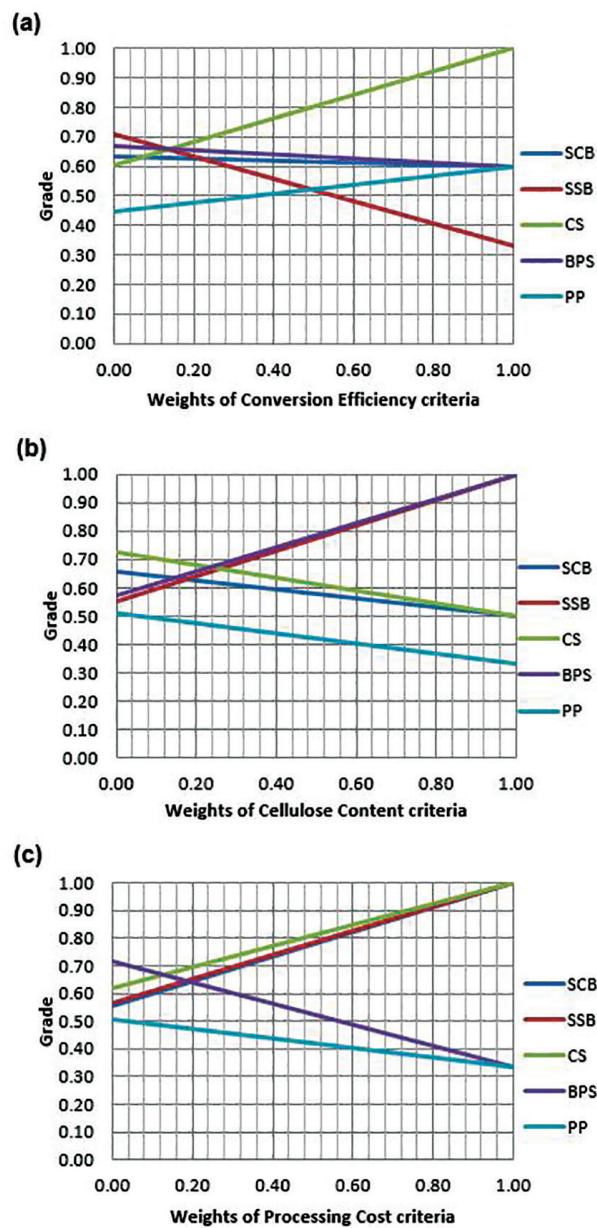 (a)
1.00
0.90
0.80
0.70
0.60
0.50
0.40
0.30
0.20
0.10
0.00
Grade
0.00 0.20 0.40 0.60 0.80 1.00
Weights of Conversion Efficiency criteria
SCB
SSB
CS
BPS
PP
(b)
1.00
0.90
0.80
0.70
0.60
0.50
0.40
0.30
0.20
0.10
0.00
Grade
0.00 0.20 0.40 0.60 0.80 1.00
Weights of Cellulose Content criteria
SCB
SSB
CS
BPS
PP
(c)
1.00
0.90
0.80
0.70
0.60
0.50
0.40
0.30
0.20
0.10
0.00
Grade
0.00 0.20 0.40 0.60 0.80 1.00
Weights of Processing Cost criteria
SCB
SSB
CS
BPS
PP